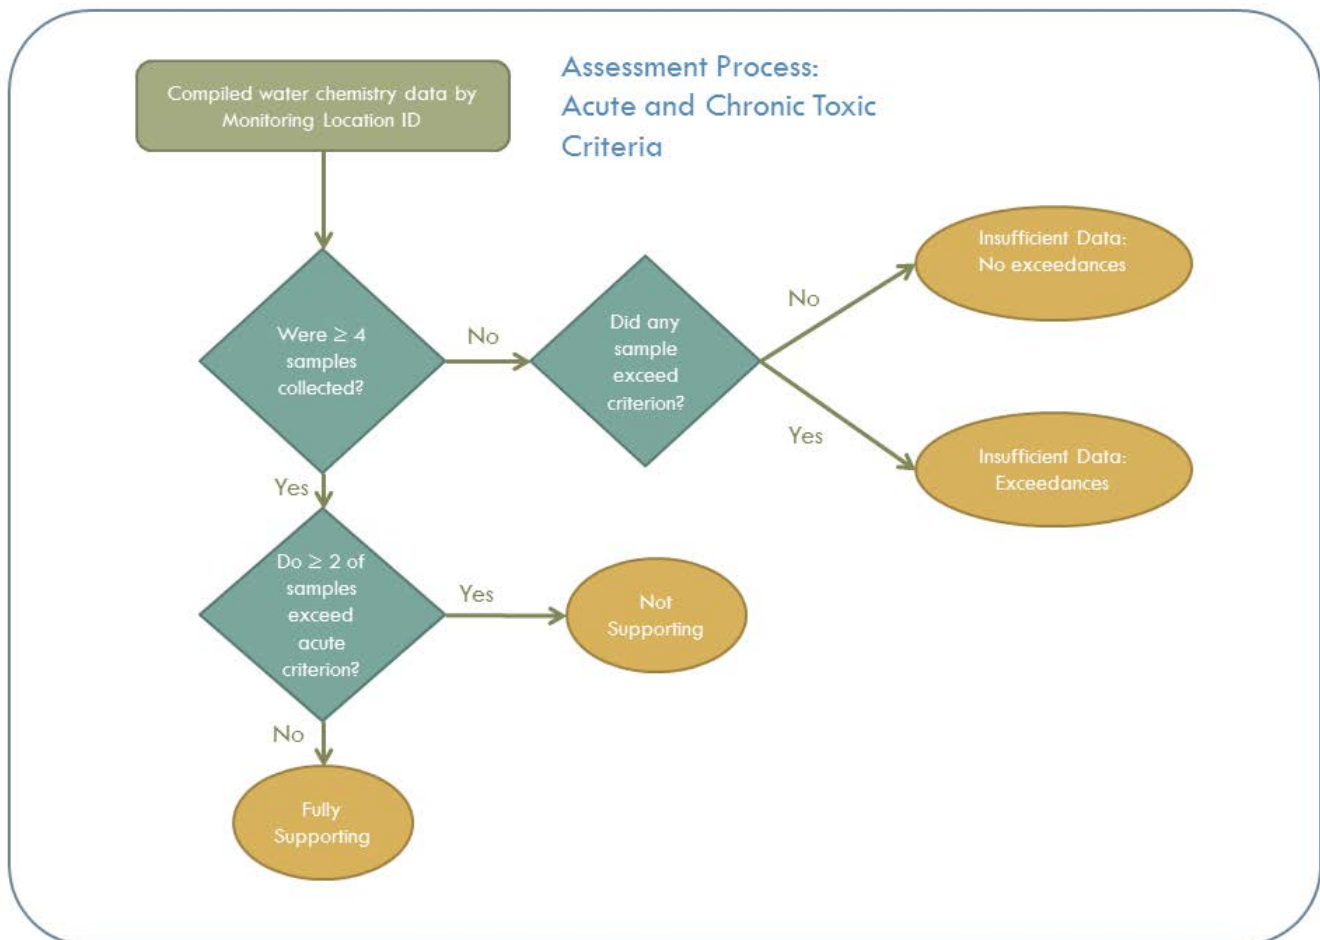 Assessment Process:
Acute and Chronic Toxic
Criteria
Compiled water chemistry data by
Monitoring Location ID
Were ≥ 4
samples
collected?
No
Did any
sample
exceed
criterion?
No
Insufficient Data:
No exceedances
Yes
Insufficient Data:
Exceedances
Yes
Do ≥ 2 of
samples
exceed
acute
criterion?
Yes
Not
Supporting
No
Fully
Supporting